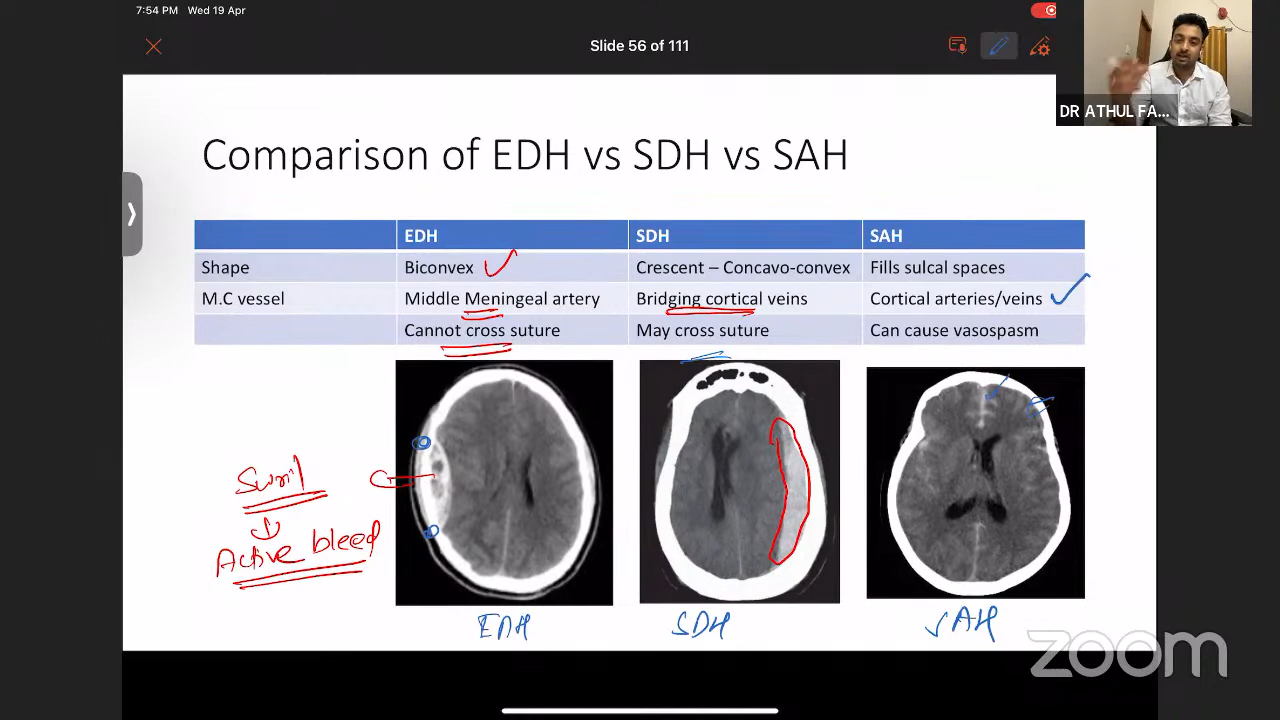 7:54 PM Wed 19 Apr
Slide 56 of 111
DR ATHUL FA...
Comparison of EDH vs SDH vs SAH
EDH SDH SAH
Shape Biconvex Crescent – Concavo-convex Fills sulcal spaces
M.C vessel Middle Meningeal artery Bridging cortical veins Cortical arteries/veins
Cannot cross suture May cross suture Can cause vasospasm
Swirl
Active bleed
EDH SDH SAH
zoom